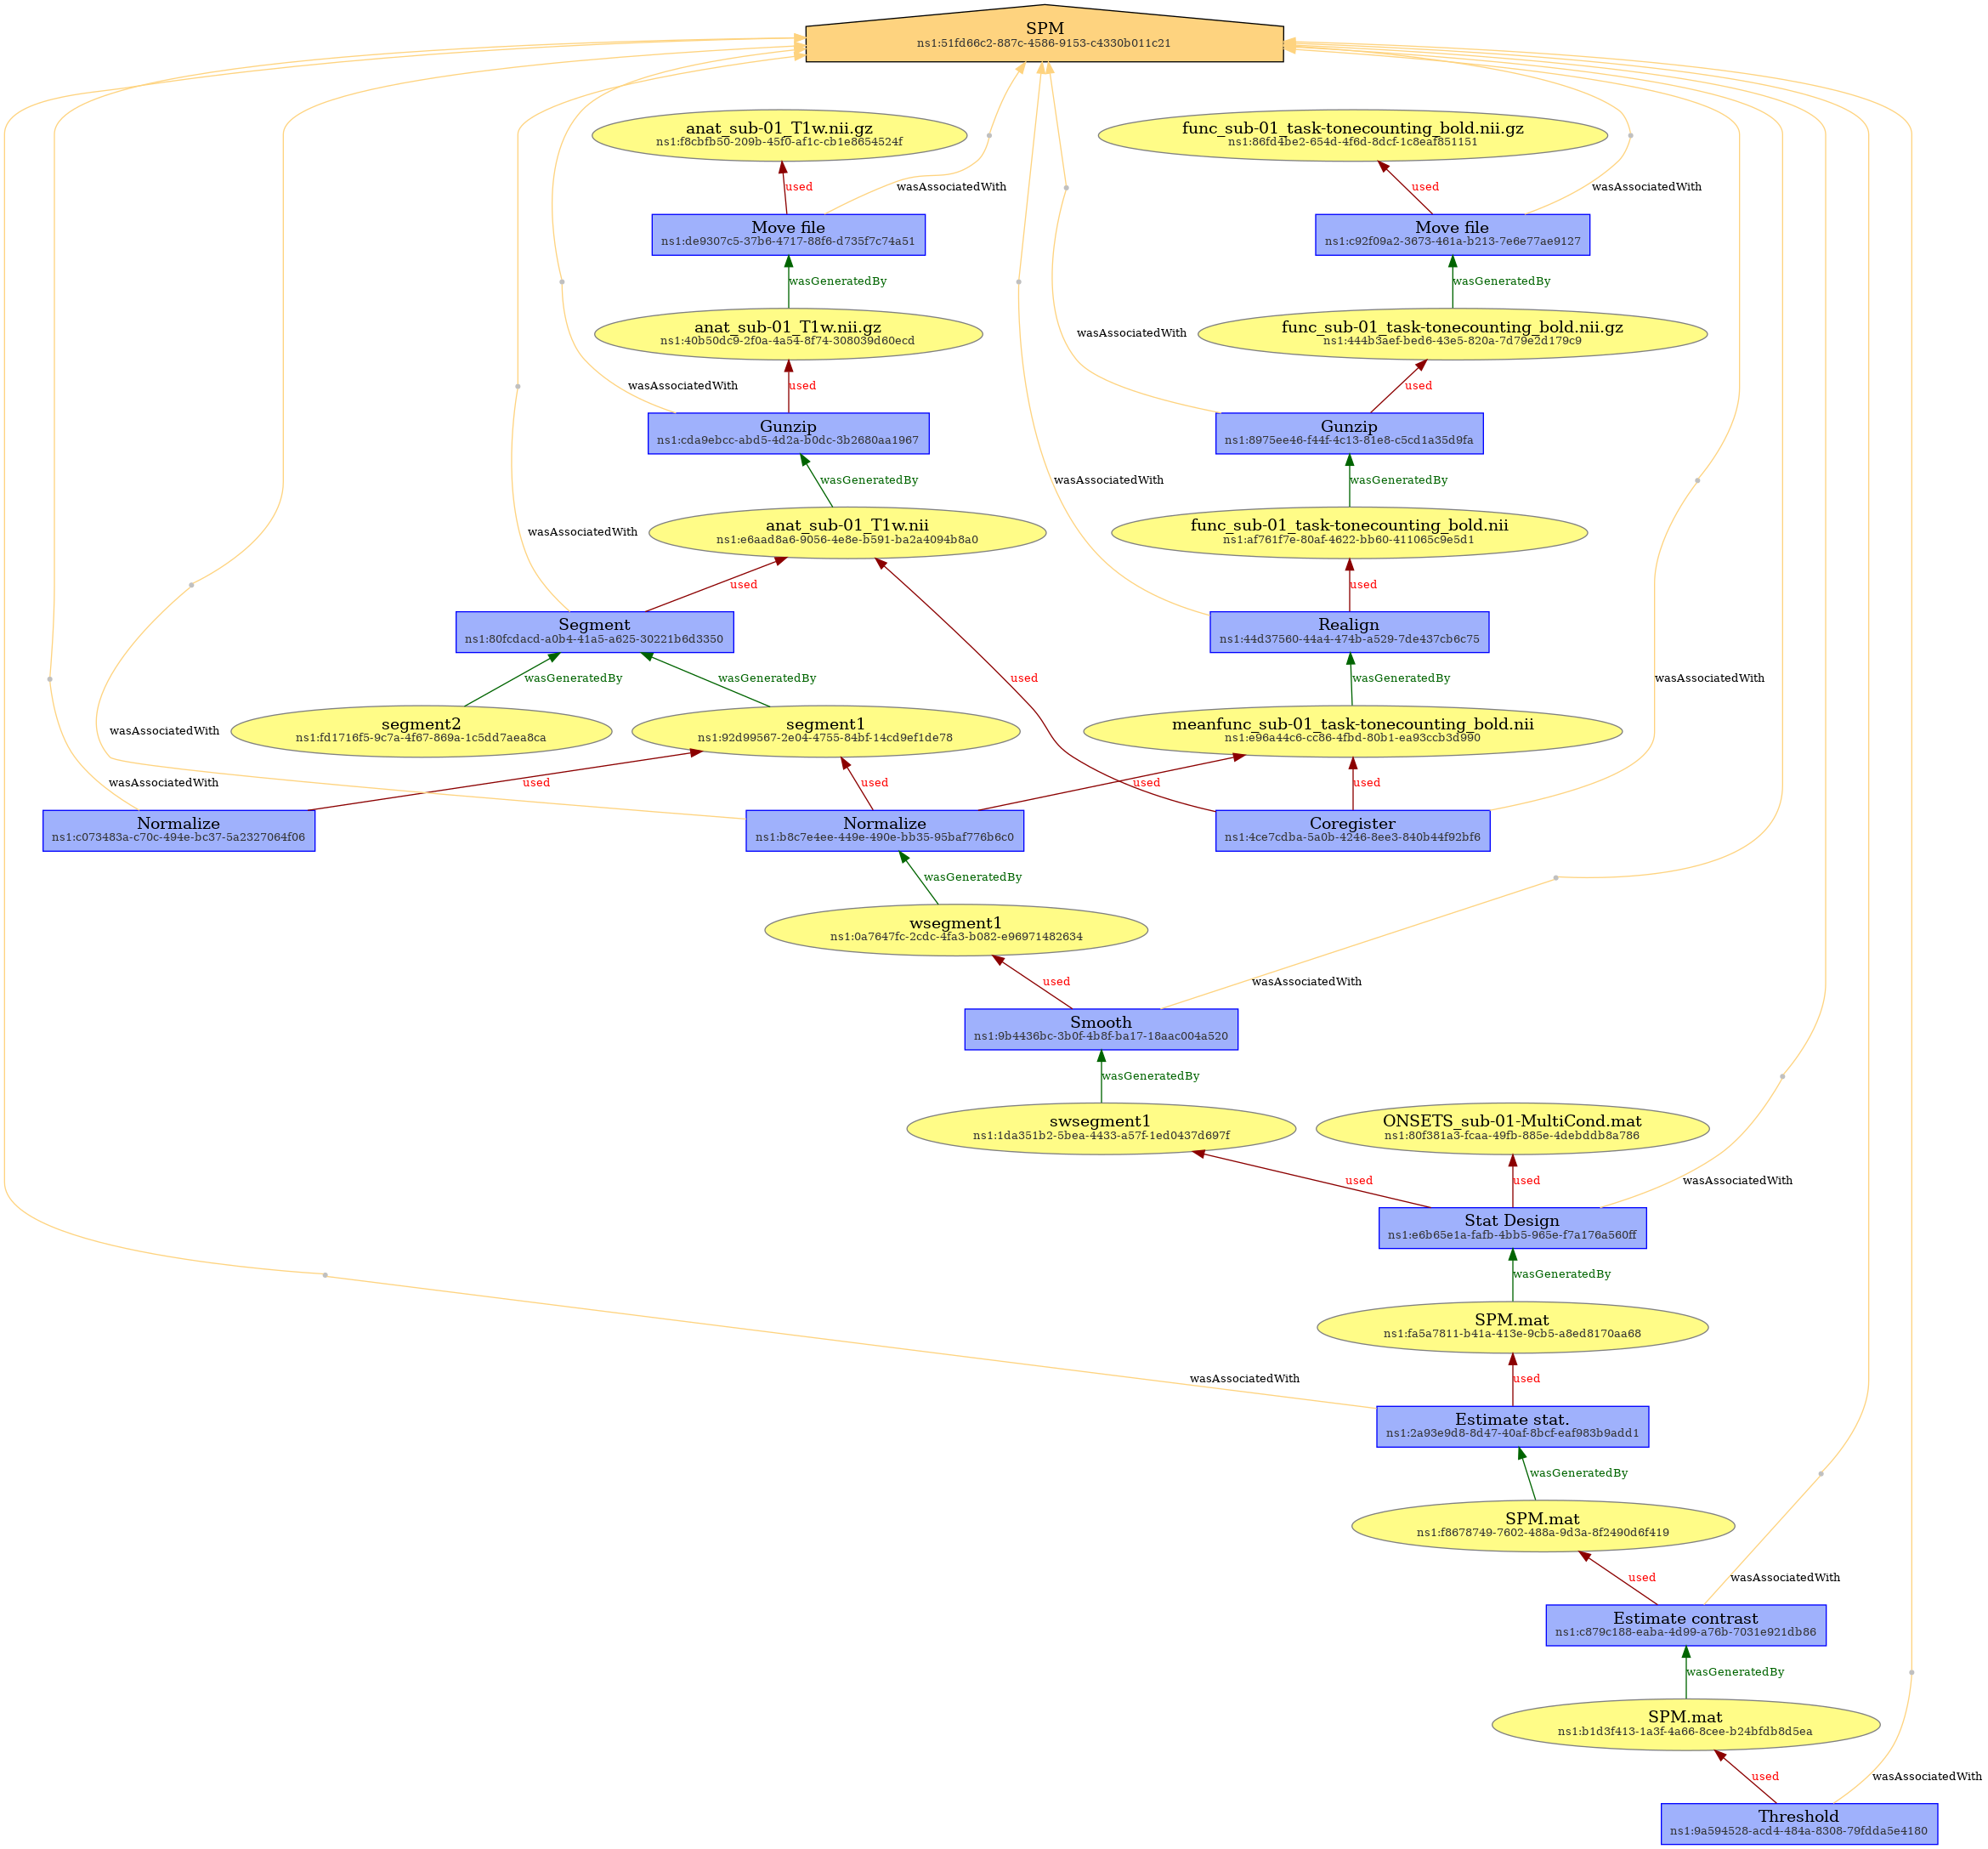 SPM
ns1:51fd66c2-887c-4586-9153-c4330b011c21
anat_sub-01_T1w.nii.gz
ns1:f8cbfb50-209b-45f0-af1c-cb1e8654524f
func_sub-01_task-tonecounting_bold.nii.gz
ns1:86fd4be2-654d-4f6d-8dcf-1c8eaf851151
used
wasAssociatedWith
used
wasAssociatedWith
Move file
ns1:de9307c5-37b6-4717-88f6-d735f7c74a51
Move file
ns1:c92f09a2-3673-461a-b213-7e6e77ae9127
wasGeneratedBy
wasGeneratedBy
anat_sub-01_T1w.nii.gz
ns1:40b50dc9-2f0a-4a54-8f74-308039d60ecd
wasAssociatedWith
func_sub-01_task-tonecounting_bold.nii.gz
ns1:444b3aef-bed6-43e5-820a-7d79e2d179c9
wasAssociatedWith
used
used
Gunzip
ns1:cda9ebcc-abd5-4d2a-b0dc-3b2680aa1967
Gunzip
ns1:8975ee46-f44f-4c13-81e8-c5cd1a35d9fa
wasGeneratedBy
wasAssociatedWith
wasGeneratedBy
wasAssociatedWith
anat_sub-01_T1w.nii
ns1:e6aad8a6-9056-4e8e-b591-ba2a4094b8a0
func_sub-01_task-tonecounting_bold.nii
ns1:af761f7e-80af-4622-bb60-411065c9e5d1
used
used
Segment
ns1:80fcdacd-a0b4-41a5-a625-30221b6d3350
Realign
ns1:44d37560-44a4-474b-a529-7de437cb6c75
wasGeneratedBy
wasGeneratedBy
used
wasGeneratedBy
wasAssociatedWith
wasAssociatedWith
segment2
ns1:fd1716f5-9c7a-4f67-869a-1c5dd7aea8ca
segment1
ns1:92d99567-2e04-4755-84bf-14cd9ef1de78
meanfunc_sub-01_task-tonecounting_bold.nii
ns1:e96a44c6-cc86-4fbd-80b1-ea93ccb3d990
wasAssociatedWith
used
used
used
used
Normalize
ns1:c073483a-c70c-494e-bc37-5a2327064f06
Normalize
ns1:b8c7e4ee-449e-490e-bb35-95baf776b6c0
Coregister
ns1:4ce7cdba-5a0b-4246-8ee3-840b44f92bf6
wasGeneratedBy
wsegment1
ns1:0a7647fc-2cdc-4fa3-b082-e96971482634
used
wasAssociatedWith
Smooth
ns1:9b4436bc-3b0f-4b8f-ba17-18aac004a520
wasGeneratedBy
swsegment1
ns1:1da351b2-5bea-4433-a57f-1ed0437d697f
ONSETS_sub-01-MultiCond.mat
ns1:80f381a3-fcaa-49fb-885e-4debddb8a786
used
used
wasAssociatedWith
Stat Design
ns1:e6b65e1a-fafb-4bb5-965e-f7a176a560ff
wasGeneratedBy
SPM.mat
ns1:fa5a7811-b41a-413e-9cb5-a8ed8170aa68
wasAssociatedWith
used
Estimate stat.
ns1:2a93e9d8-8d47-40af-8bcf-eaf983b9add1
wasGeneratedBy
SPM.mat
ns1:f8678749-7602-488a-9d3a-8f2490d6f419
used
wasAssociatedWith
Estimate contrast
ns1:c879c188-eaba-4d99-a76b-7031e921db86
wasGeneratedBy
SPM.mat
ns1:b1d3f413-1a3f-4a66-8cee-b24bfdb8d5ea
used
wasAssociatedWith
Threshold
ns1:9a594528-acd4-484a-8308-79fdda5e4180